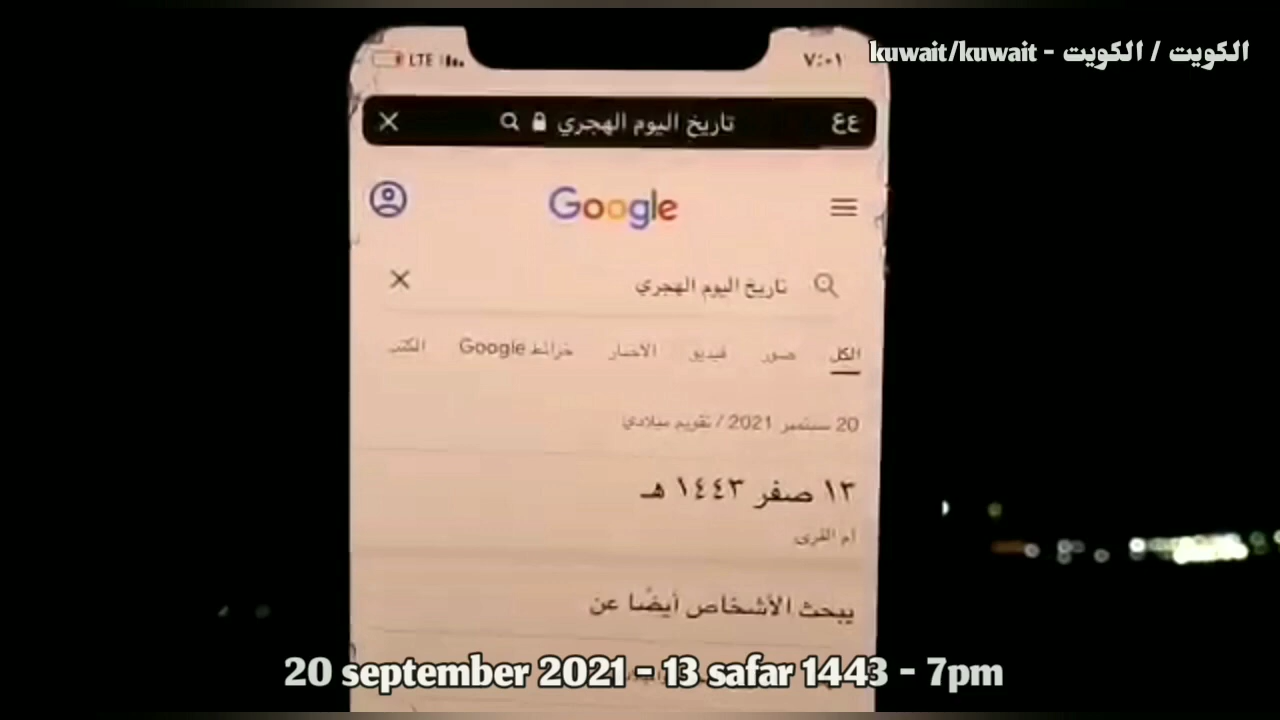 kuwait/kuwait - الكويت / الكويت
LTE ٧:٠١
عع تاريخ اليوم الهجري
Google
تاريخ اليوم الهجري
الكل صور فيديو الأخبار خرائط Google الكتب
20 سبتمبر 2021 / تقويم ميلادي
١٣ صفر ١٤٤٣ هـ
أم القرى
يبحث الأشخاص أيضًا عن
20 september 2021 - 13 safar 1443 - 7pm